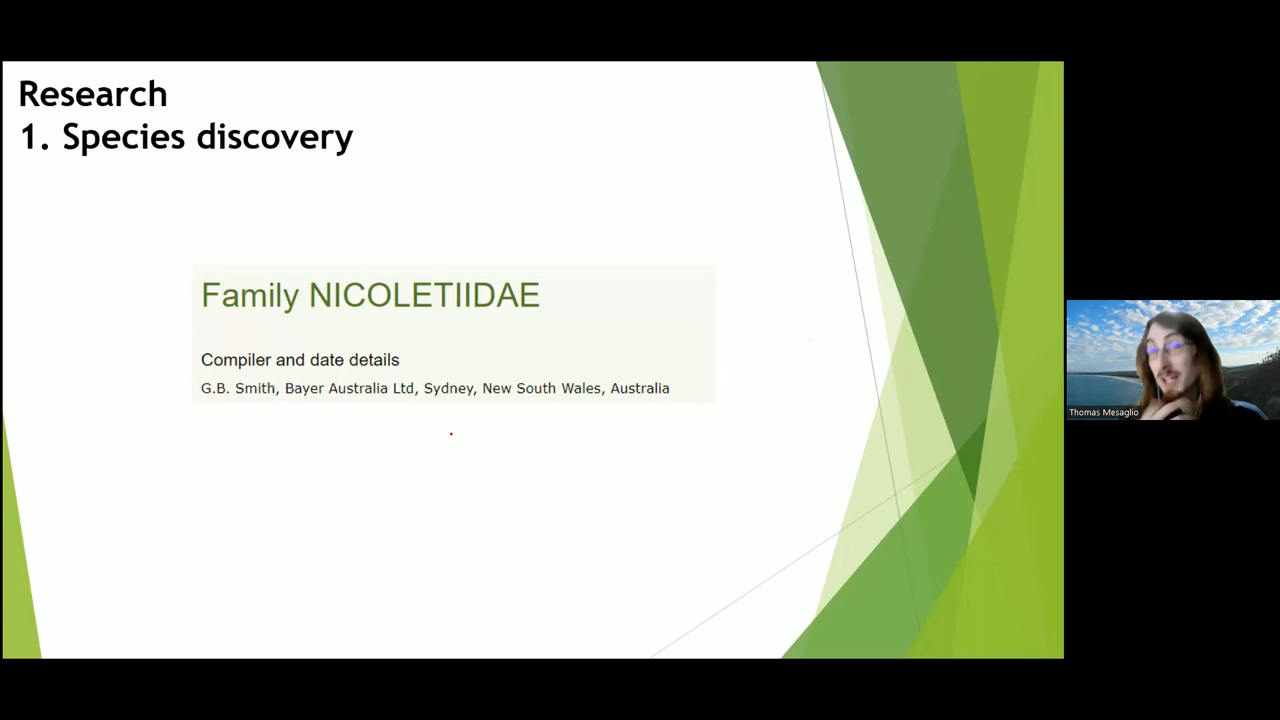 Research
1. Species discovery
Family NICOLETIIDAE
Compiler and date details
G.B. Smith, Bayer Australia Ltd, Sydney, New South Wales, Australia
Thomas Mesaglio